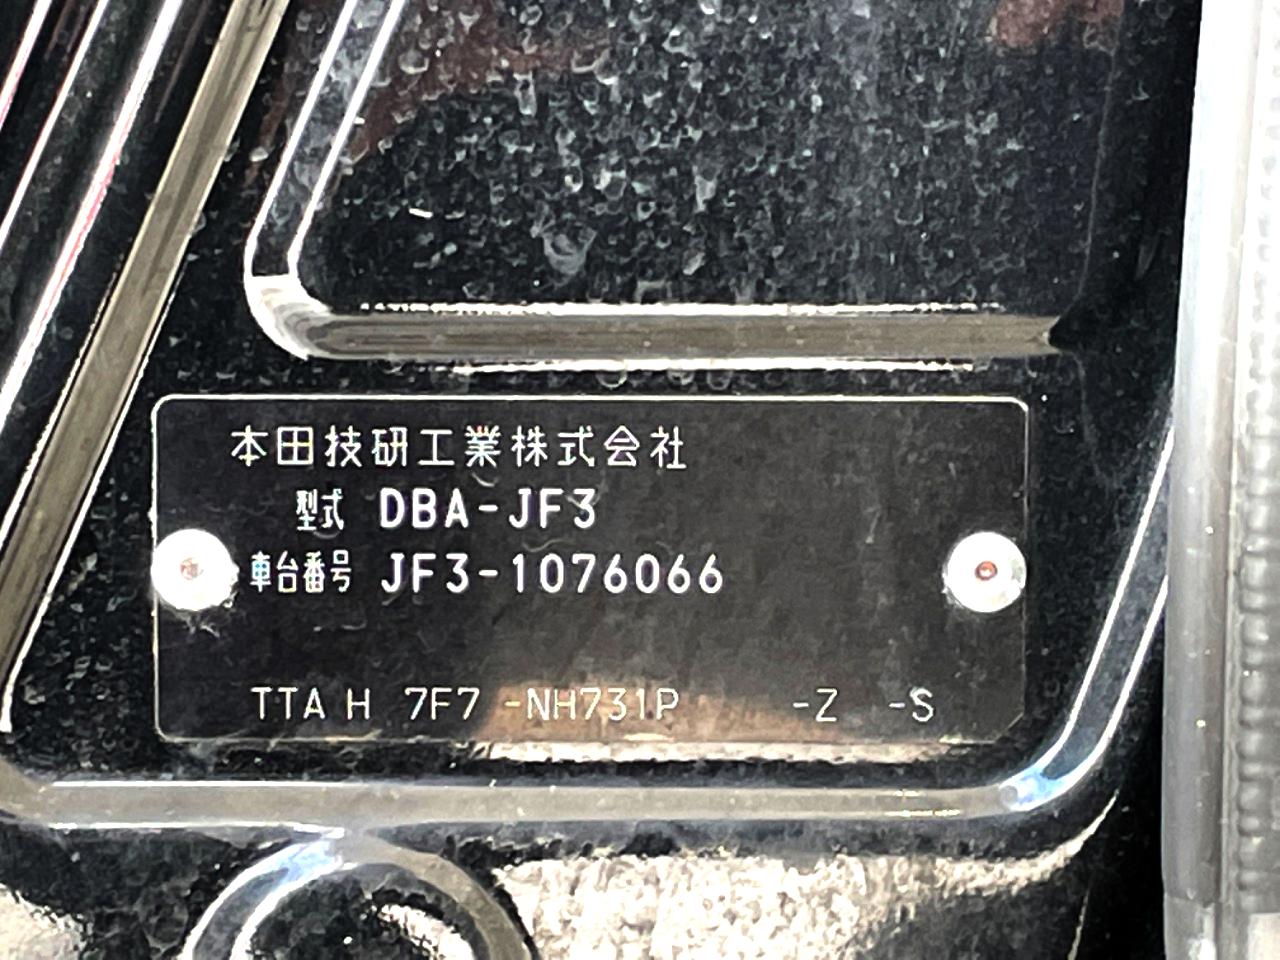 本田技研工業株式会社
型式 DBA-JF3
車台番号 JF3-1076066
TTA H 7F7 -NH731P -Z -S